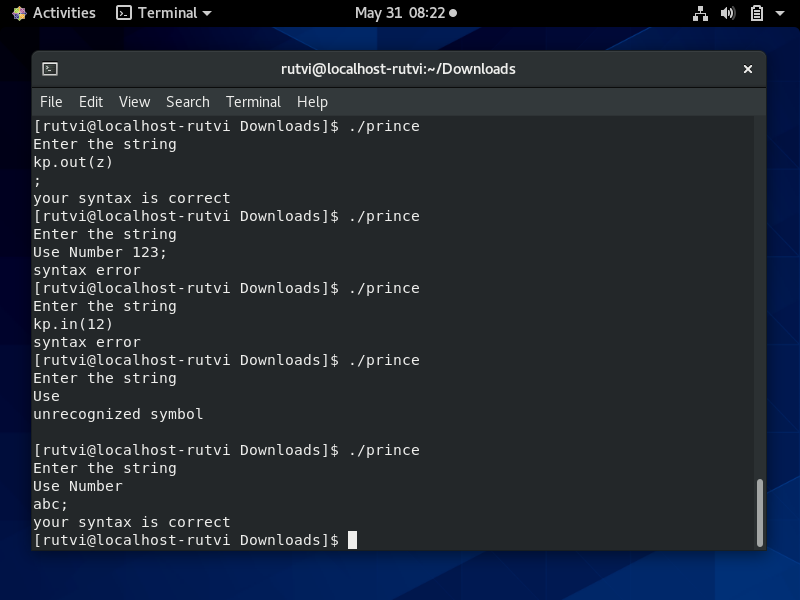 Activities Terminal May 31 08:22
rutvi@localhost-rutvi:~/Downloads
File Edit View Search Terminal Help
[rutvi@localhost-rutvi Downloads]$ ./prince
Enter the string
kp.out(z)
;
your syntax is correct
[rutvi@localhost-rutvi Downloads]$ ./prince
Enter the string
Use Number 123;
syntax error
[rutvi@localhost-rutvi Downloads]$ ./prince
Enter the string
kp.in(12)
syntax error
[rutvi@localhost-rutvi Downloads]$ ./prince
Enter the string
Use
unrecognized symbol
[rutvi@localhost-rutvi Downloads]$ ./prince
Enter the string
Use Number
abc;
your syntax is correct
[rutvi@localhost-rutvi Downloads]$